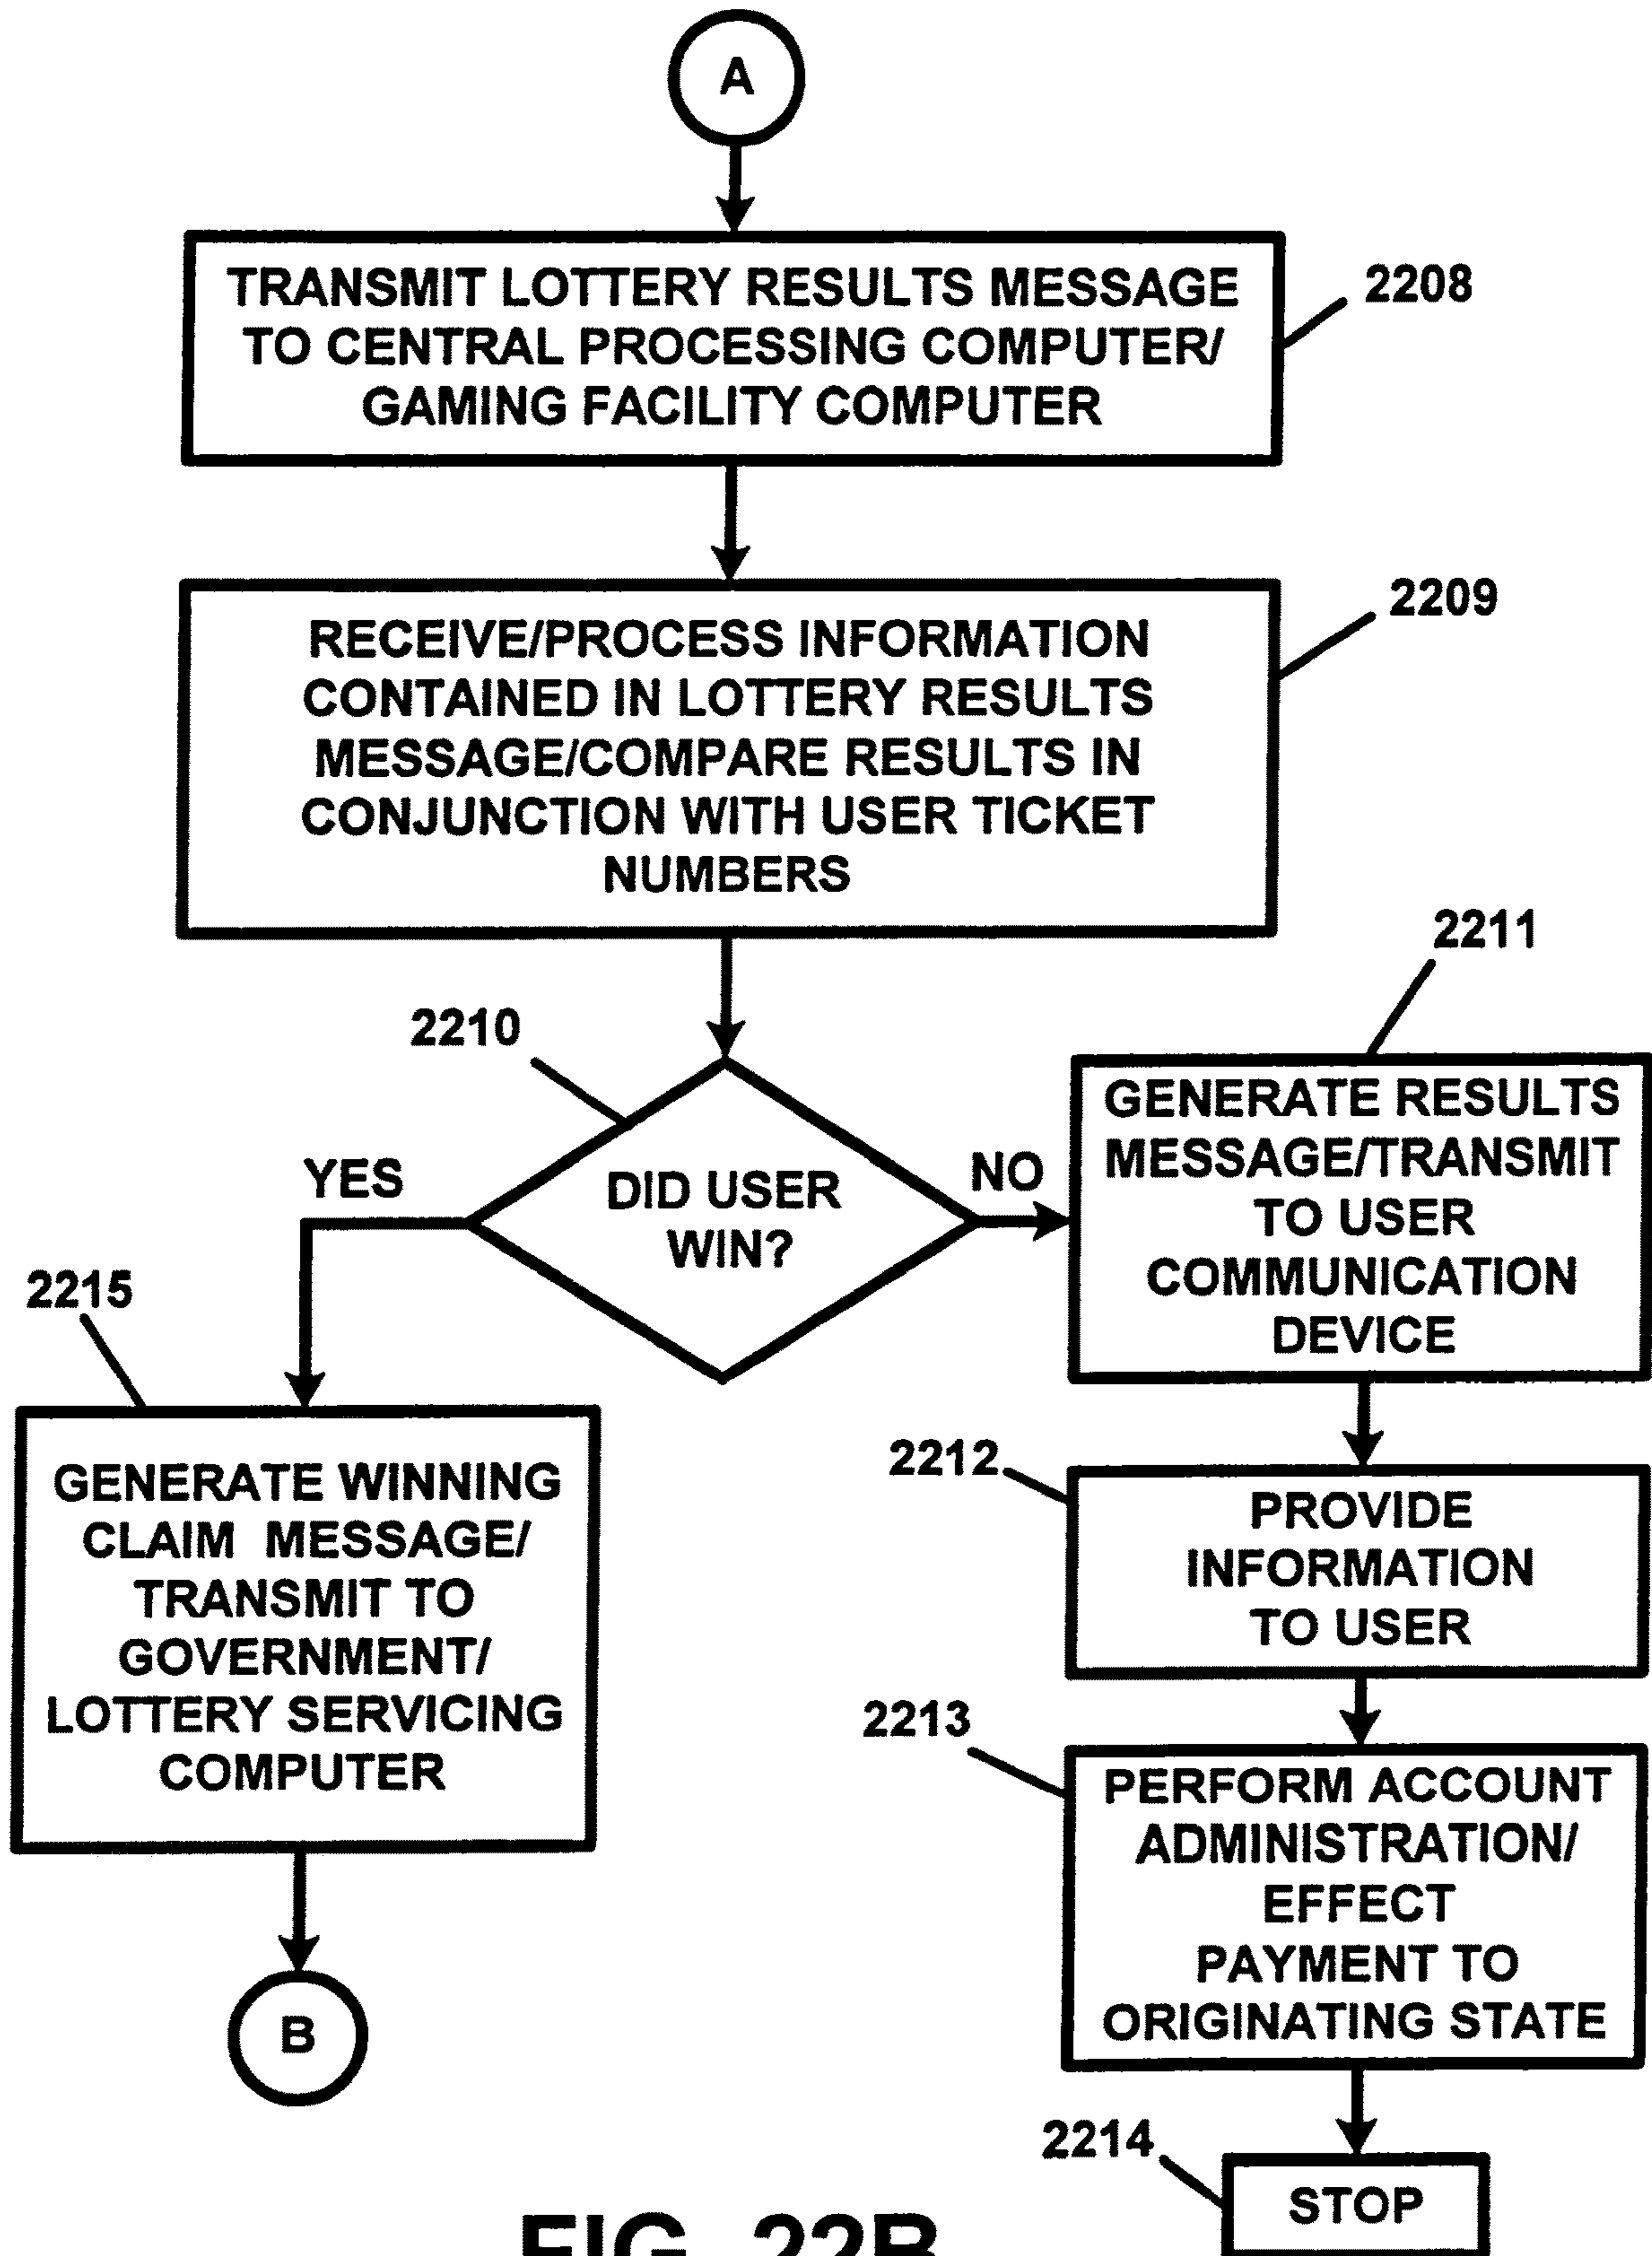 A
TRANSMIT LOTTERY RESULTS MESSAGE
TO CENTRAL PROCESSING COMPUTER/
GAMING FACILITY COMPUTER
2208
RECEIVE/PROCESS INFORMATION
CONTAINED IN LOTTERY RESULTS
MESSAGE/COMPARE RESULTS IN
CONJUNCTION WITH USER TICKET
NUMBERS
2209
2210
DID USER
WIN?
YES
NO
2211
GENERATE RESULTS
MESSAGE/TRANSMIT
TO USER
COMMUNICATION
DEVICE
2215
GENERATE WINNING
CLAIM MESSAGE/
TRANSMIT TO
GOVERNMENT/
LOTTERY SERVICING
COMPUTER
B
2212
PROVIDE
INFORMATION
TO USER
2213
PERFORM ACCOUNT
ADMINISTRATION/
EFFECT
PAYMENT TO
ORIGINATING STATE
2214
STOP
FIG. 22B